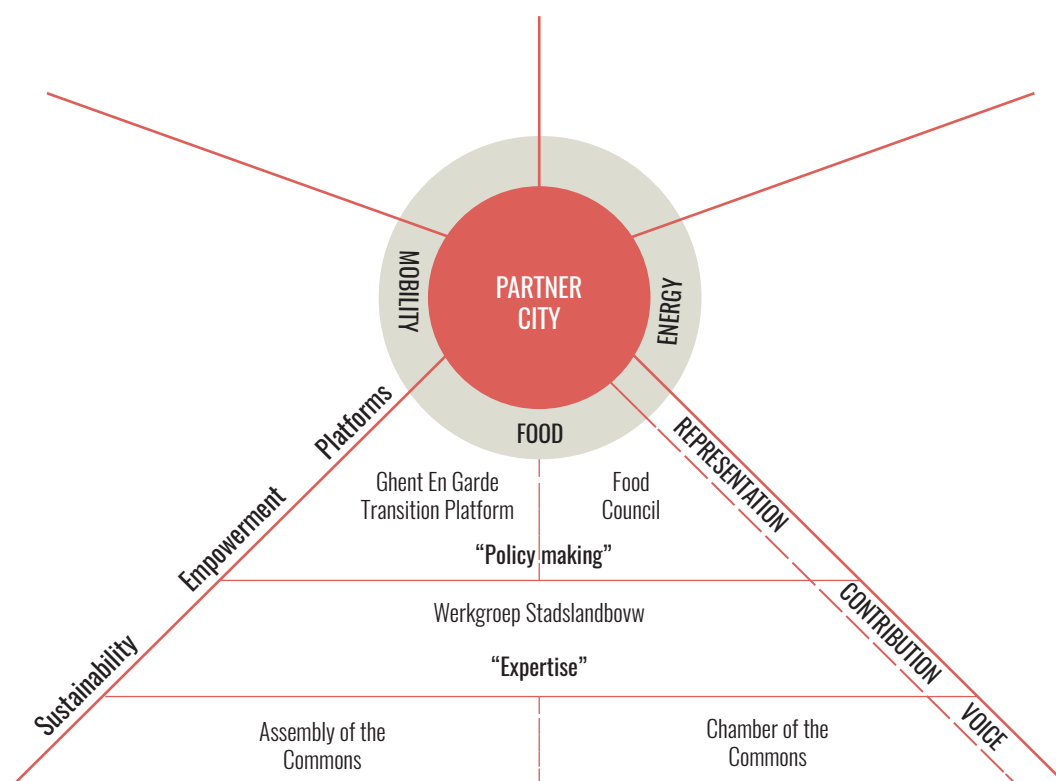 PARTNER
CITY
MOBILITY
ENERGY
FOOD
Platforms
Empowerment
Sustainability
REPRESENTATION
CONTRIBUTION
VOICE
Ghent En Garde
Transition Platform
Food
Council
“Policy making”
Werkgroep Stadslandbovw
“Expertise”
Assembly of the
Commons
Chamber of the
Commons